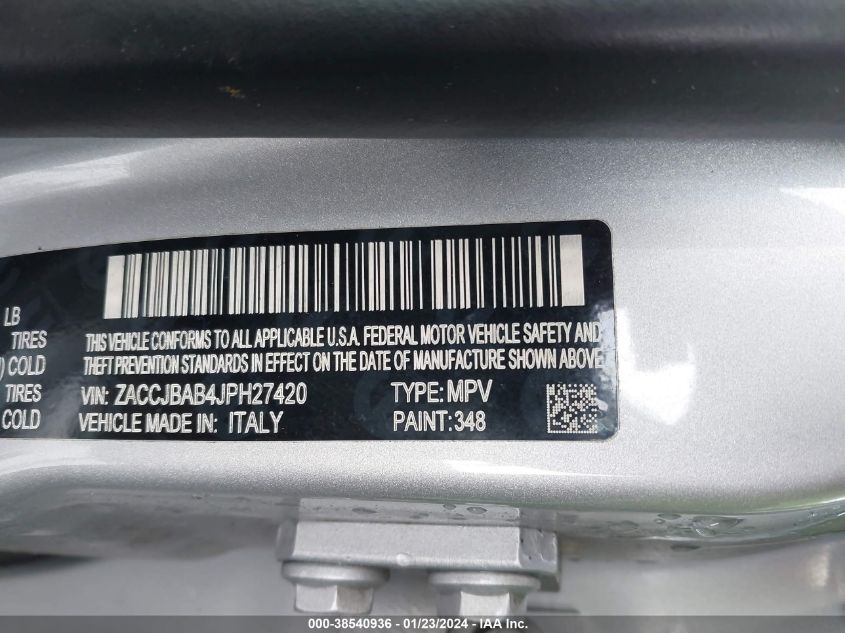 LB
TIRES
COLD
TIRES
COLD
THIS VEHICLE CONFORMS TO ALL APPLICABLE U.S.A. FEDERAL MOTOR VEHICLE SAFETY AND
THEFT PREVENTION STANDARDS IN EFFECT ON THE DATE OF MANUFACTURE SHOWN ABOVE
VIN: ZACCJBAB4JPH27420 TYPE: MPV
VEHICLE MADE IN: ITALY PAINT: 348
000-38540936 - 01/23/2024 - IAA Inc.